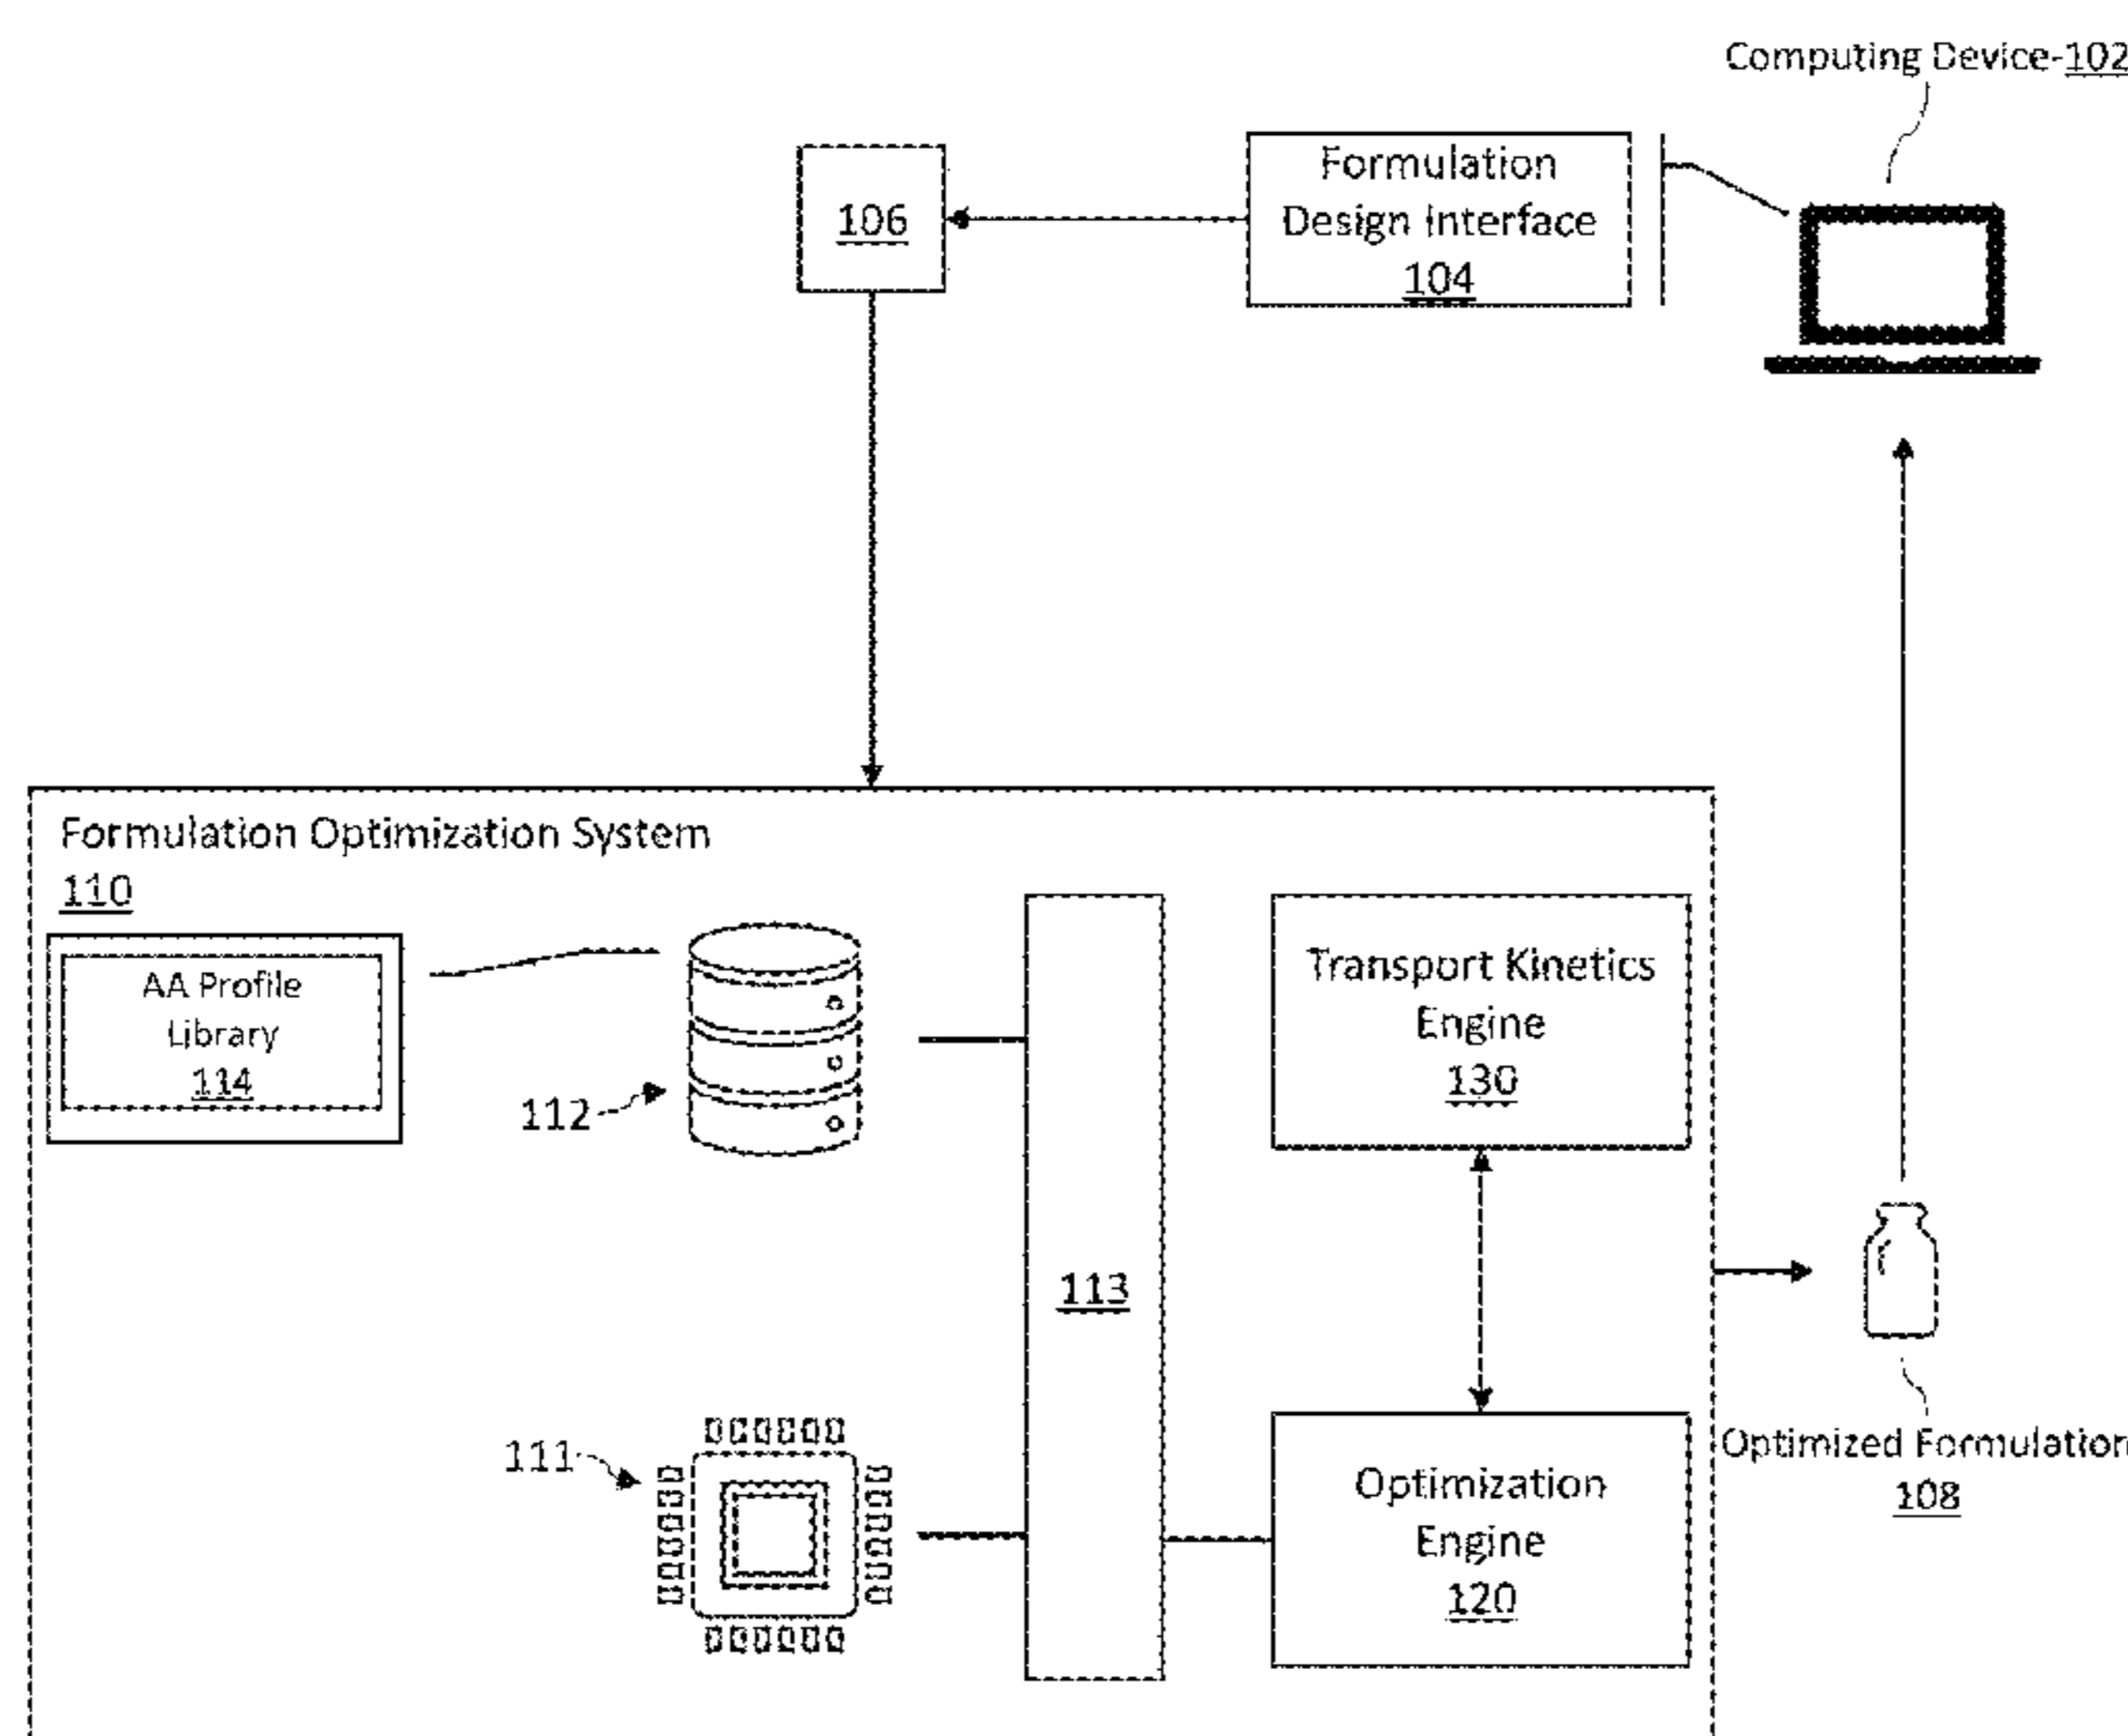 Computing Device-102
Formulation
Design Interface
104
106
Formulation Optimization System
110
AA Profile
Library
114
112
111
113
Transport Kinetics
Engine
130
Optimization
Engine
120
Optimized Formulation
108